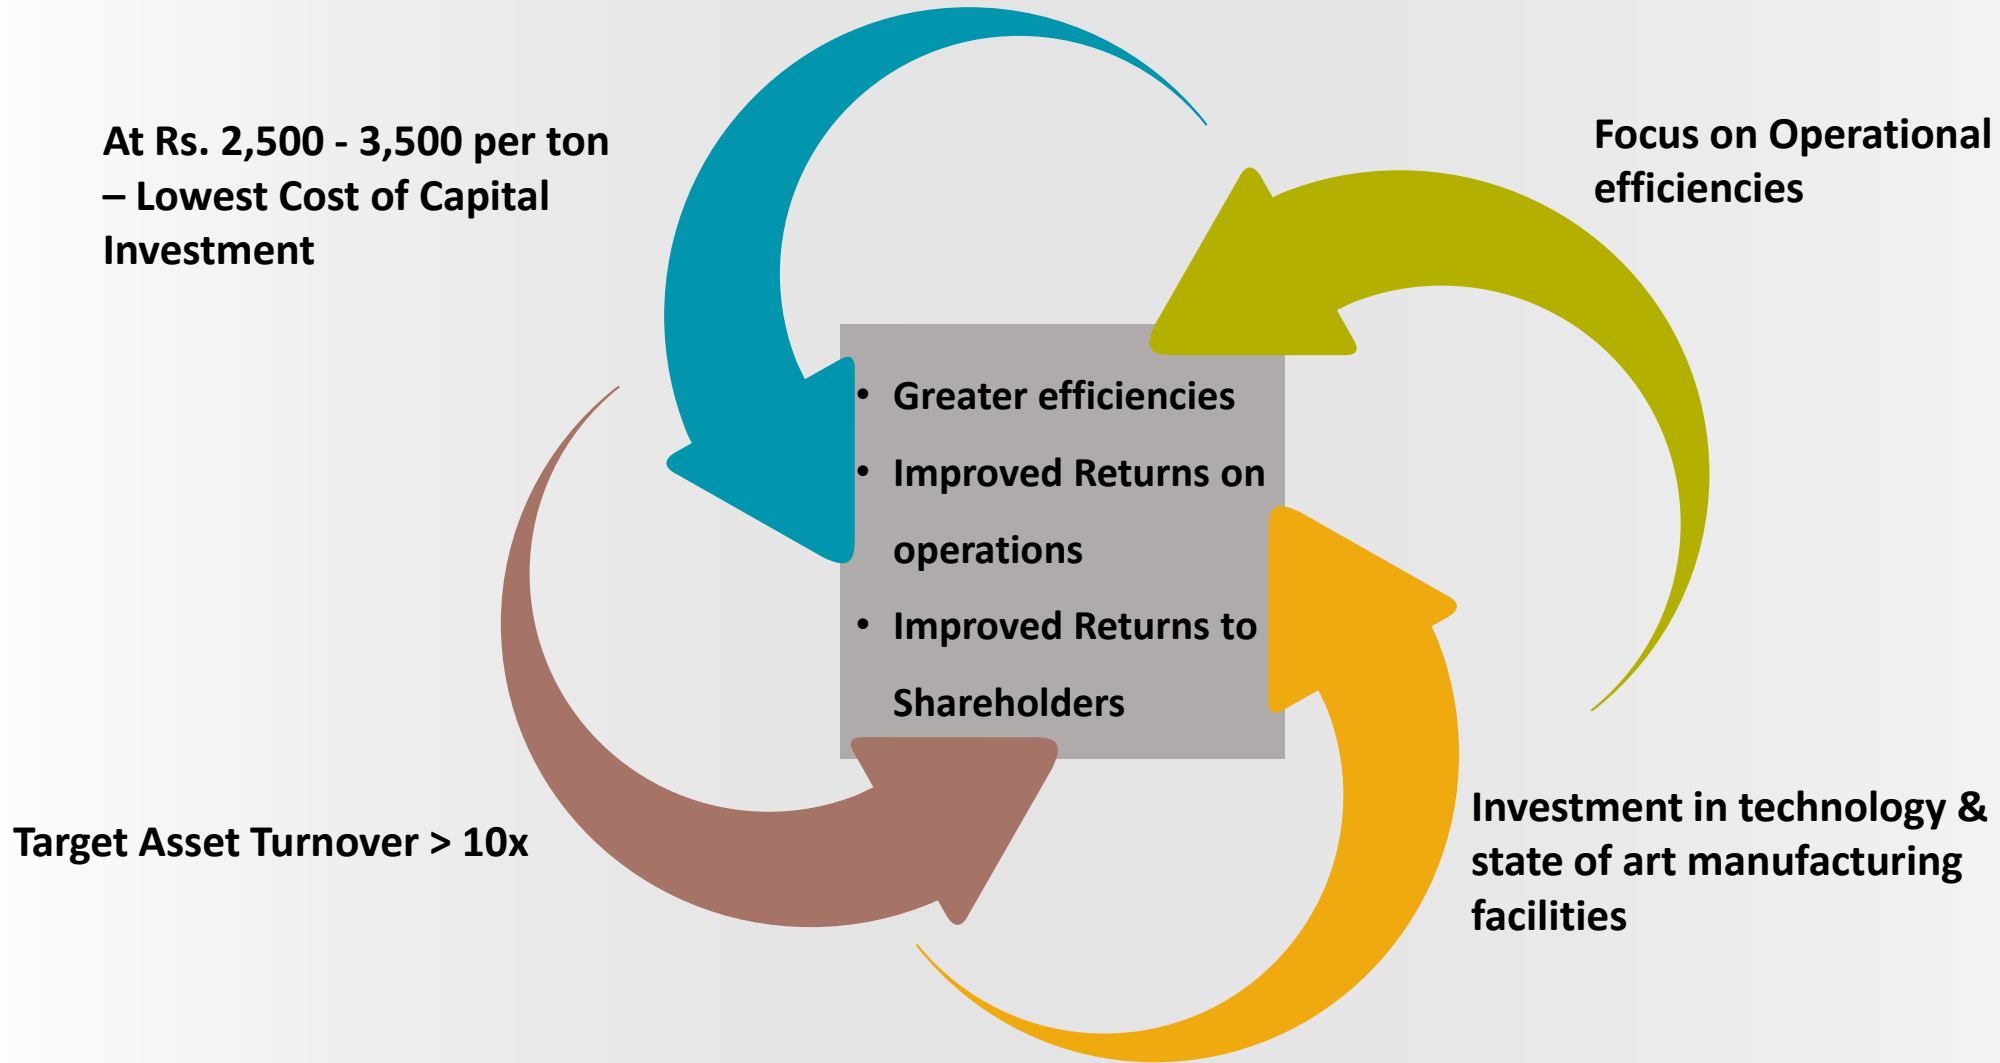 At Rs. 2,500 - 3,500 per ton
– Lowest Cost of Capital
Investment
Focus on Operational
efficiencies
• Greater efficiencies
• Improved Returns on
operations
• Improved Returns to
Shareholders
Target Asset Turnover > 10x
Investment in technology &
state of art manufacturing
facilities